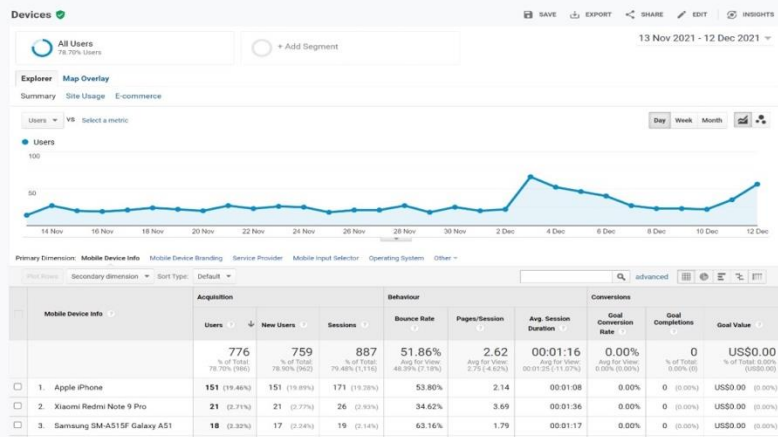 Devices
SAVE EXPORT SHARE EDIT INSIGHTS
All Users
78.70% Users
+ Add Segment
13 Nov 2021 - 12 Dec 2021
Explorer Map Overlay
Summary Site Usage E-commerce
Users VS Select a metric
Day Week Month
Users
100
50
14 Nov 16 Nov 18 Nov 20 Nov 22 Nov 24 Nov 26 Nov 28 Nov 30 Nov 2 Dec 4 Dec 6 Dec 8 Dec 10 Dec 12 Dec
Primary Dimension: Mobile Device Info Mobile Device Branding Service Provider Mobile Input Selector Operating System Other
Plot Rows Secondary dimension Sort Type: Default advanced
Mobile Device Info
Acquisition Behaviour Conversions
Users New Users Sessions Bounce Rate Pages/Session Avg. Session Duration Goal Conversion Rate Goal Completions Goal Value
776 759 887 51.86% 2.62 00:01:16 0.00% 0 US$0.00
% of Total: % of Total: % of Total: Avg for View: Avg for View: Avg for View: Avg for View: % of Total: % of Total: 0.00%
78.70% (986) 78.90% (962) 79.48% (1,116) 48.39% (7.18%) 2.75 (-4.62%) 00:01:25 (-11.07%) 0.00% (0.00%) 0.00% (0) (US$0.00)
1. Apple iPhone 151 (19.46%) 151 (19.89%) 171 (19.28%) 53.80% 2.14 00:01:08 0.00% 0 (0.00%) US$0.00 (0.00%)
2. Xiaomi Redmi Note 9 Pro 21 (2.71%) 21 (2.77%) 26 (2.93%) 34.62% 3.69 00:01:36 0.00% 0 (0.00%) US$0.00 (0.00%)
3. Samsung SM-A515F Galaxy A51 18 (2.32%) 17 (2.24%) 19 (2.14%) 63.16% 1.79 00:01:17 0.00% 0 (0.00%) US$0.00 (0.00%)